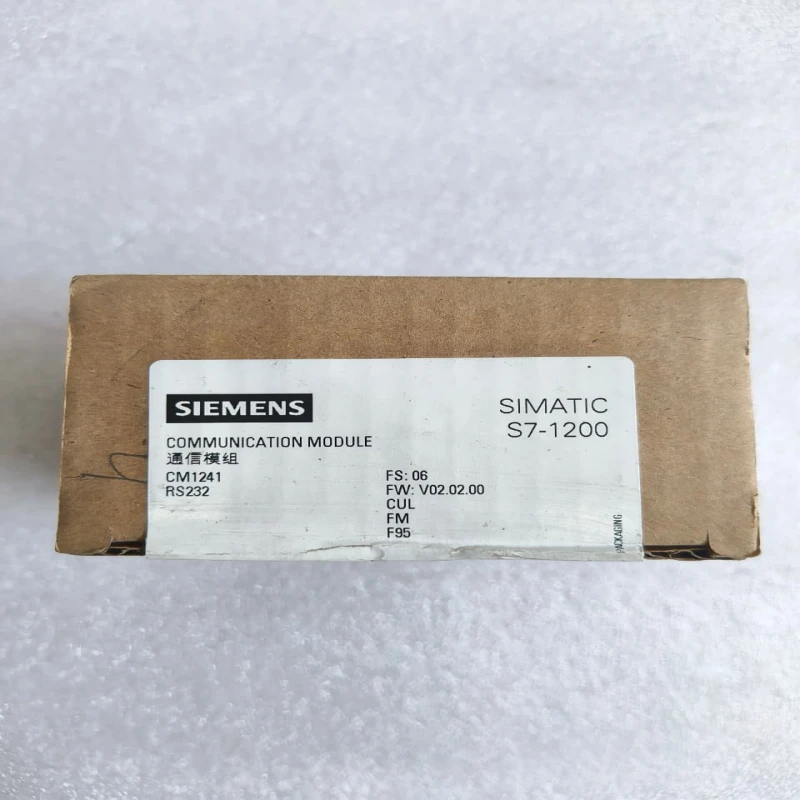 SIEMENS
SIMATIC
S7-1200
COMMUNICATION MODULE
通信模组
CM1241
RS232
FS: 06
FW: V02.02.00
CUL
FM
F95
PACKAGING